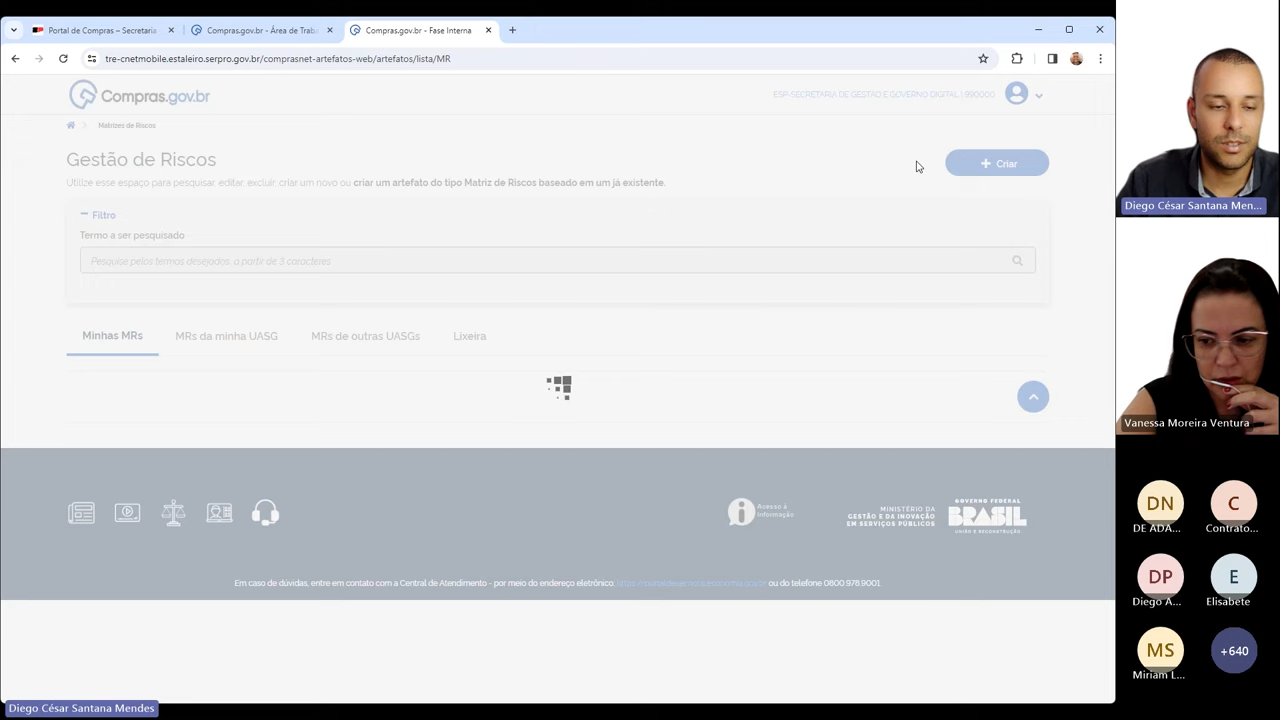 Portal de Compras – Secretaria
Compras.gov.br - Área de Trab
Compras.gov.br - Fase Interna
tre-cnetmobile.estaleiro.serpro.gov.br/comprasnet-artefatos-web/artefatos/lista/MR
Compras.gov.br
ESP-SECRETARIA DE GESTAO E GOVERNO DIGITAL | 990000
Matrizes de Riscos
Gestão de Riscos
Criar
Utilize esse espaço para pesquisar, editar, excluir, criar um novo ou criar um artefato do tipo Matriz de Riscos baseado em um já existente.
Filtro
Termo a ser pesquisado
Pesquise pelos termos desejados, a partir de 3 caracteres
Minhas MRs
MRs da minha UASG
MRs de outras UASGs
Lixeira
Acesso à
Informação
MINISTÉRIO DA
GESTÃO E DA INOVAÇÃO
EM SERVIÇOS PÚBLICOS
GOVERNO FEDERAL
BRASIL
UNIÃO E RECONSTRUÇÃO
Em caso de dúvidas, entre em contato com a Central de Atendimento - por meio do endereço eletrônico: ou do telefone 0800.978.9001.
Diego César Santana Mendes
Diego César Santana Men...
Vanessa Moreira Ventura
DN
DE ADA...
C
Contrato...
DP
Diego A...
E
Elisabete
MS
Miriam L...
+640